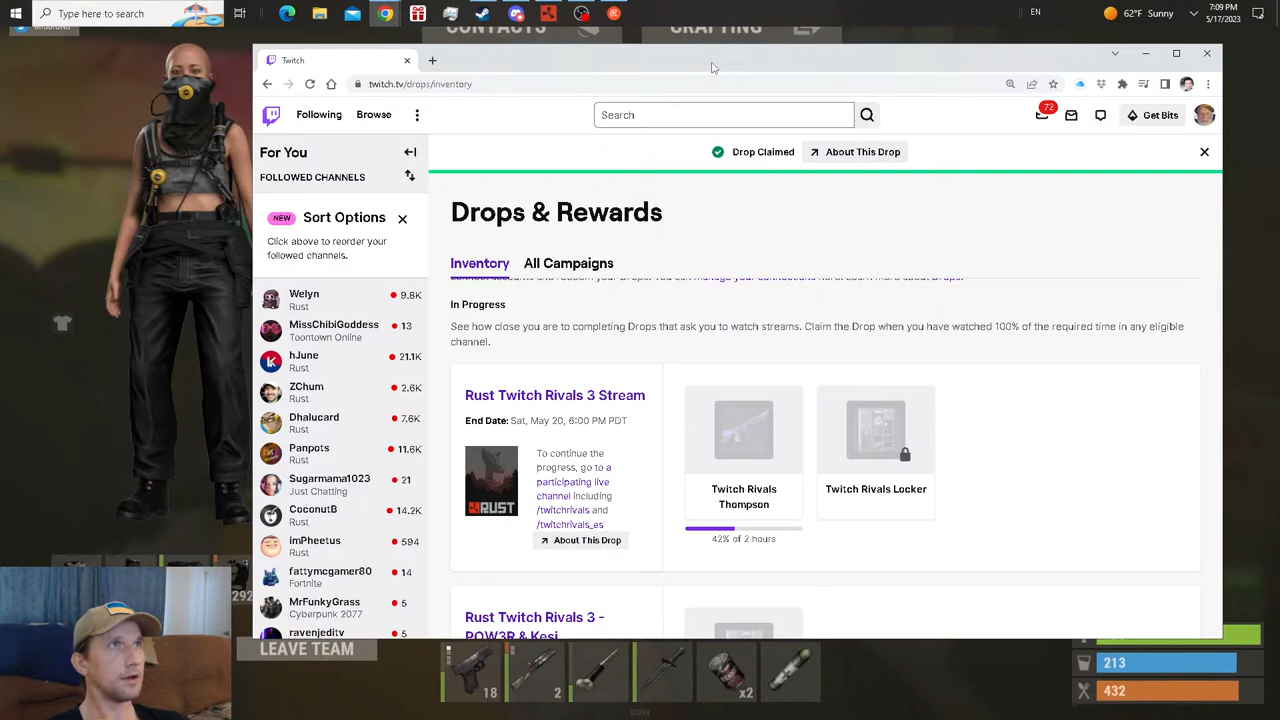 Type here to search
EN
62°F Sunny
7:09 PM
5/17/2023
CONTACTS
CRAFTING
Twitch
twitch.tv/drops/inventory
Following
Browse
Search
72
Get Bits
For You
FOLLOWED CHANNELS
Drop Claimed
About This Drop
NEW Sort Options
Click above to reorder your
followed channels.
Drops & Rewards
Inventory
All Campaigns
In Progress
See how close you are to completing Drops that ask you to watch streams. Claim the Drop when you have watched 100% of the required time in any eligible
channel.
Welyn 9.8K
Rust
MissChibiGoddess 13
Toontown Online
hJune 21.1K
Rust
ZChum 2.6K
Rust
Dhalucard 7.6K
Rust
Panpots 11.6K
Rust
Sugarmama1023 21
Just Chatting
CoconutB 14.2K
Rust
imPheetus 594
Rust
fattymcgamer80 14
Fortnite
MrFunkyGrass 5
Cyberpunk 2077
ravenjedity 5
Rust Twitch Rivals 3 Stream
End Date: Sat, May 20, 6:00 PM PDT
RUST
To continue the
progress, go to a
participating live
channel including
/twitchrivals and
/twitchrivals_es
About This Drop
Twitch Rivals
Thompson
42% of 2 hours
Twitch Rivals Locker
Rust Twitch Rivals 3 -
POW3R & Kesi
292
LEAVE TEAM
18
2
x2
213
432